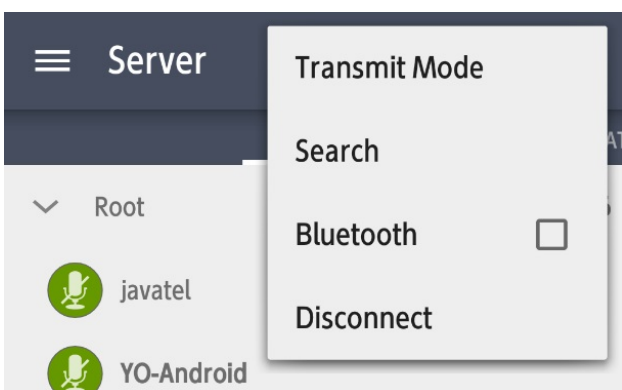 Server
Transmit Mode
Search
Bluetooth
Disconnect
Root
javatel
YO-Android